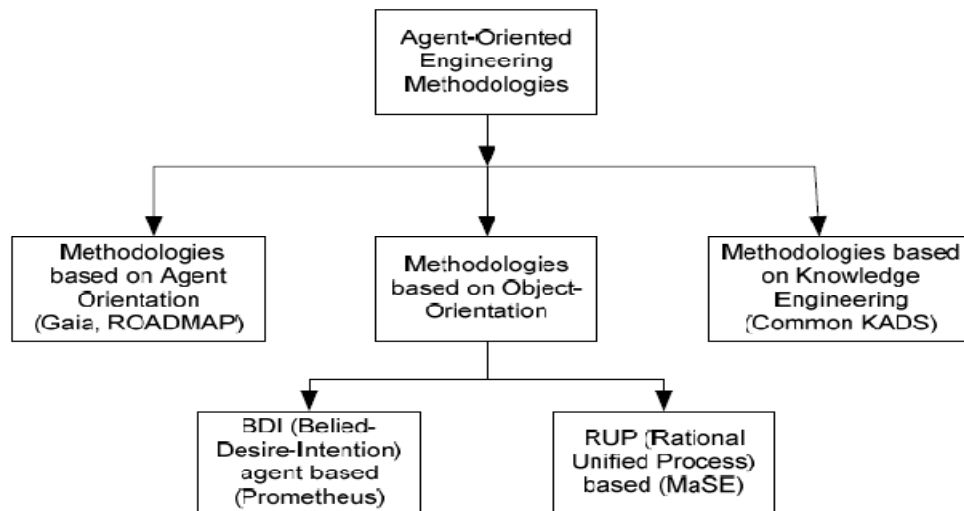 Agent-Oriented
Engineering
Methodologies
Methodologies
based on Agent
Orientation
(Gaia, ROADMAP)
Methodologies
based on Object-
Orientation
Methodologies based
on Knowledge
Engineering
(Common KADS)
BDI (Belied-
Desire-Intention)
agent based
(Prometheus)
RUP (Rational
Unified Process)
based (MaSE)